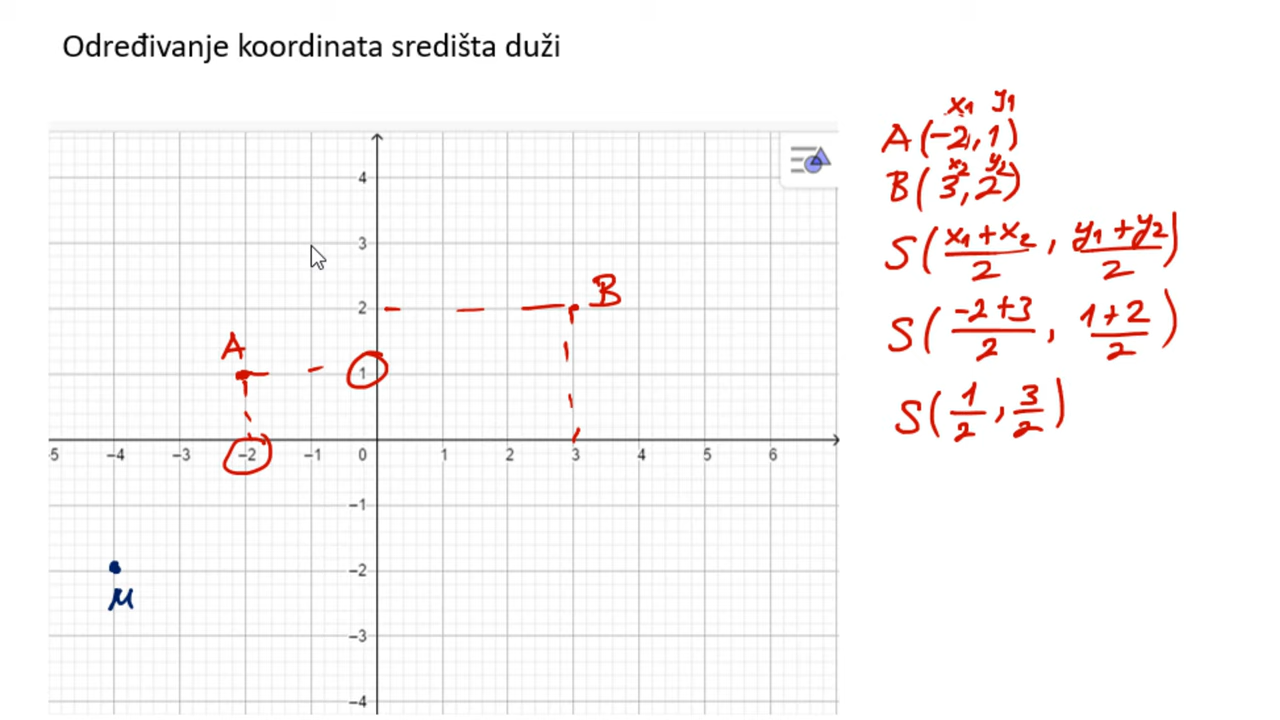 Određivanje koordinata središta duži
x₁ y₁
A(-2, 1)
x₂ y₂
B(3, 2)
S(x₁+x₂/2, y₁+y₂/2)
S(-2+3/2, 1+2/2)
S(1/2, 3/2)
4
3
B
2
A
1
5 -4 -3 -2 -1 0 1 2 3 4 5 6
-1
-2
M
-3
-4